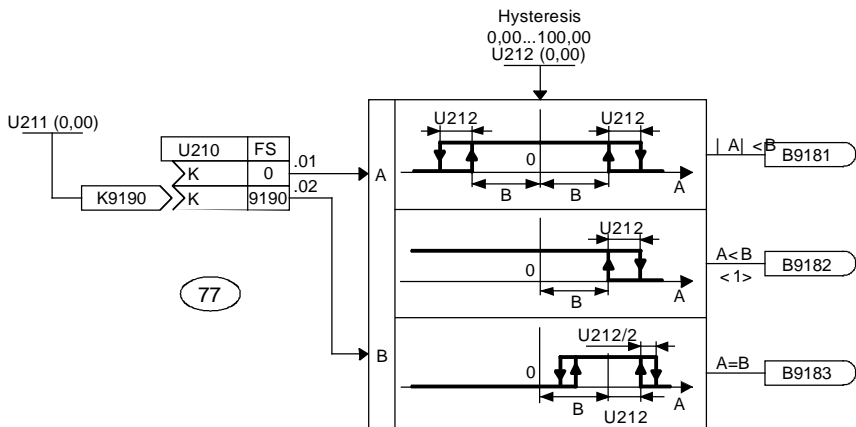 Hysteresis
0,00...100,00
U212 (0,00)
U211 (0,00)
U210 FS
K 0 .01
K9190 K 9190 .02
77
A
B
U212 U212
0
B B A
| A| <B B9181
U212
0
B A
A<B B9182
<1>
U212/2
0
B A
U212
A=B B9183